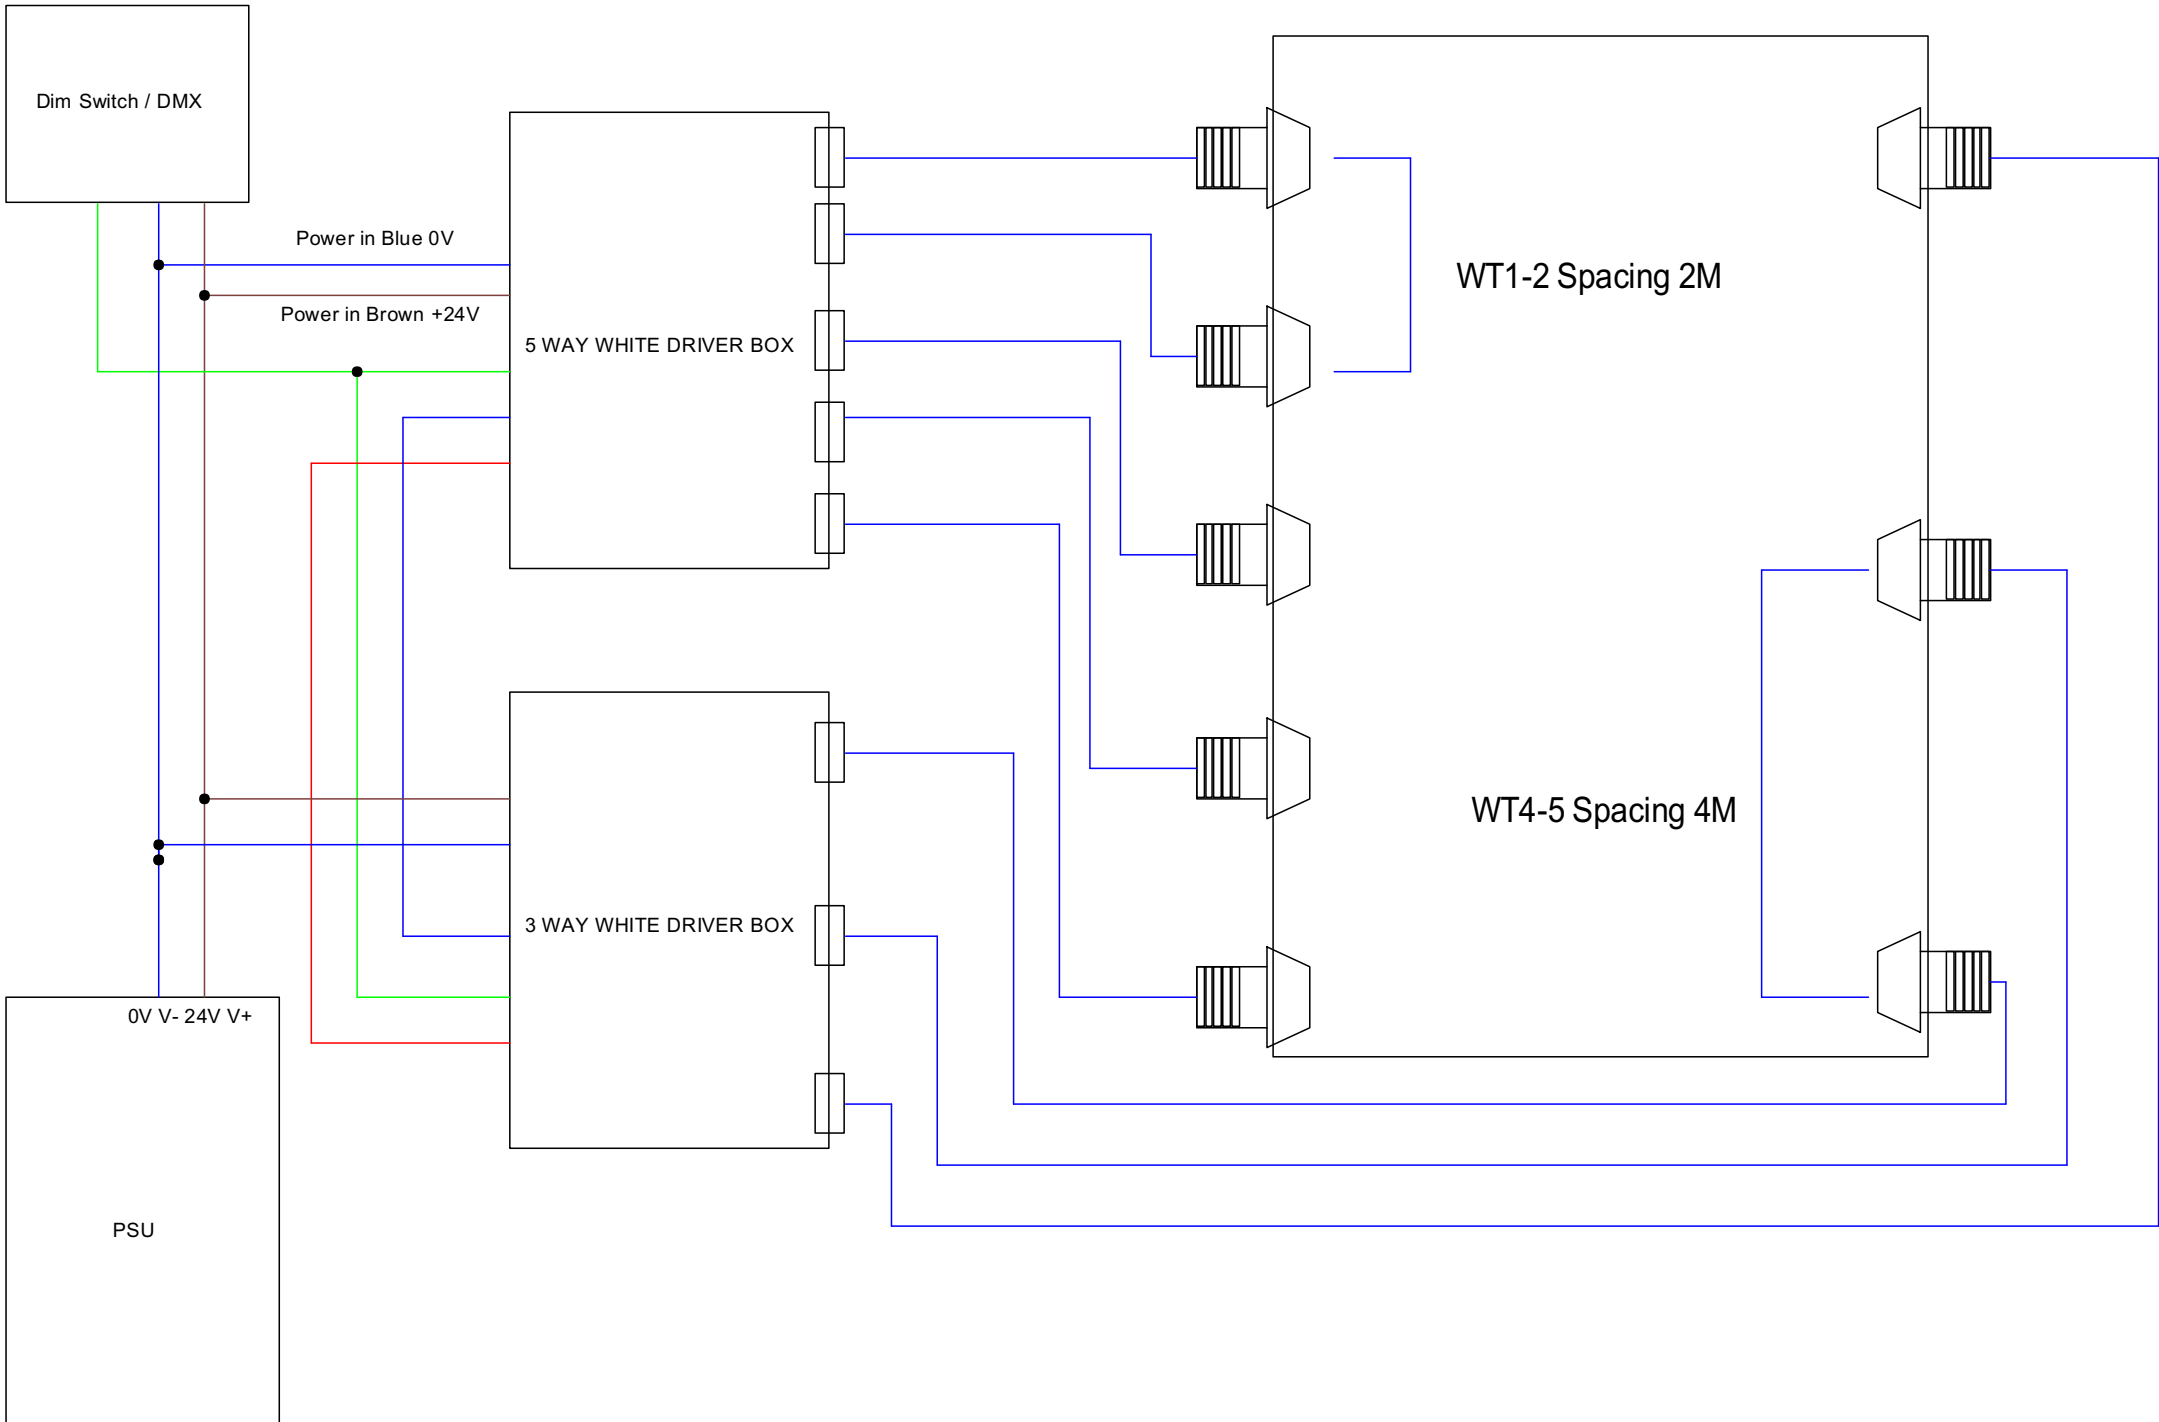 Dim Switch / DMX
Power in Blue 0V
WT1-2 Spacing 2M
Power in Brown +24V
5 WAY WHITE DRIVER BOX
WT4-5 Spacing 4M
3 WAY WHITE DRIVER BOX
0V V- 24V V+
PSU